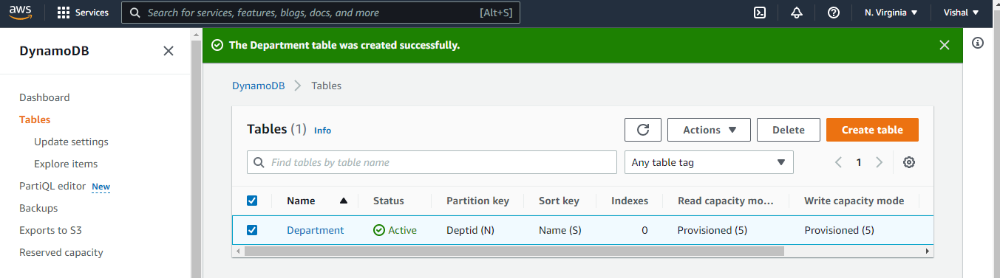 aws Services Search for services, features, blogs, docs, and more [Alt+S] N. Virginia Vishal
DynamoDB
Dashboard
Tables
Update settings
Explore items
PartiQL editor New
Backups
Exports to S3
Reserved capacity
The Department table was created successfully.
DynamoDB Tables
Tables (1) Info Actions Delete Create table
Find tables by table name Any table tag 1
Name Status Partition key Sort key Indexes Read capacity mo... Write capacity mode
Department Active Deptid (N) Name (S) 0 Provisioned (5) Provisioned (5)